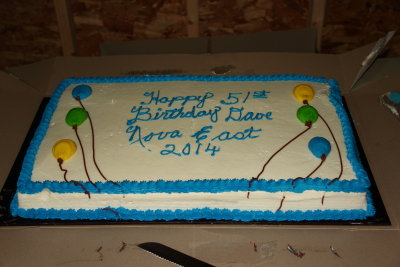 Happy 51st
Birthday Dave
Nova East
2014